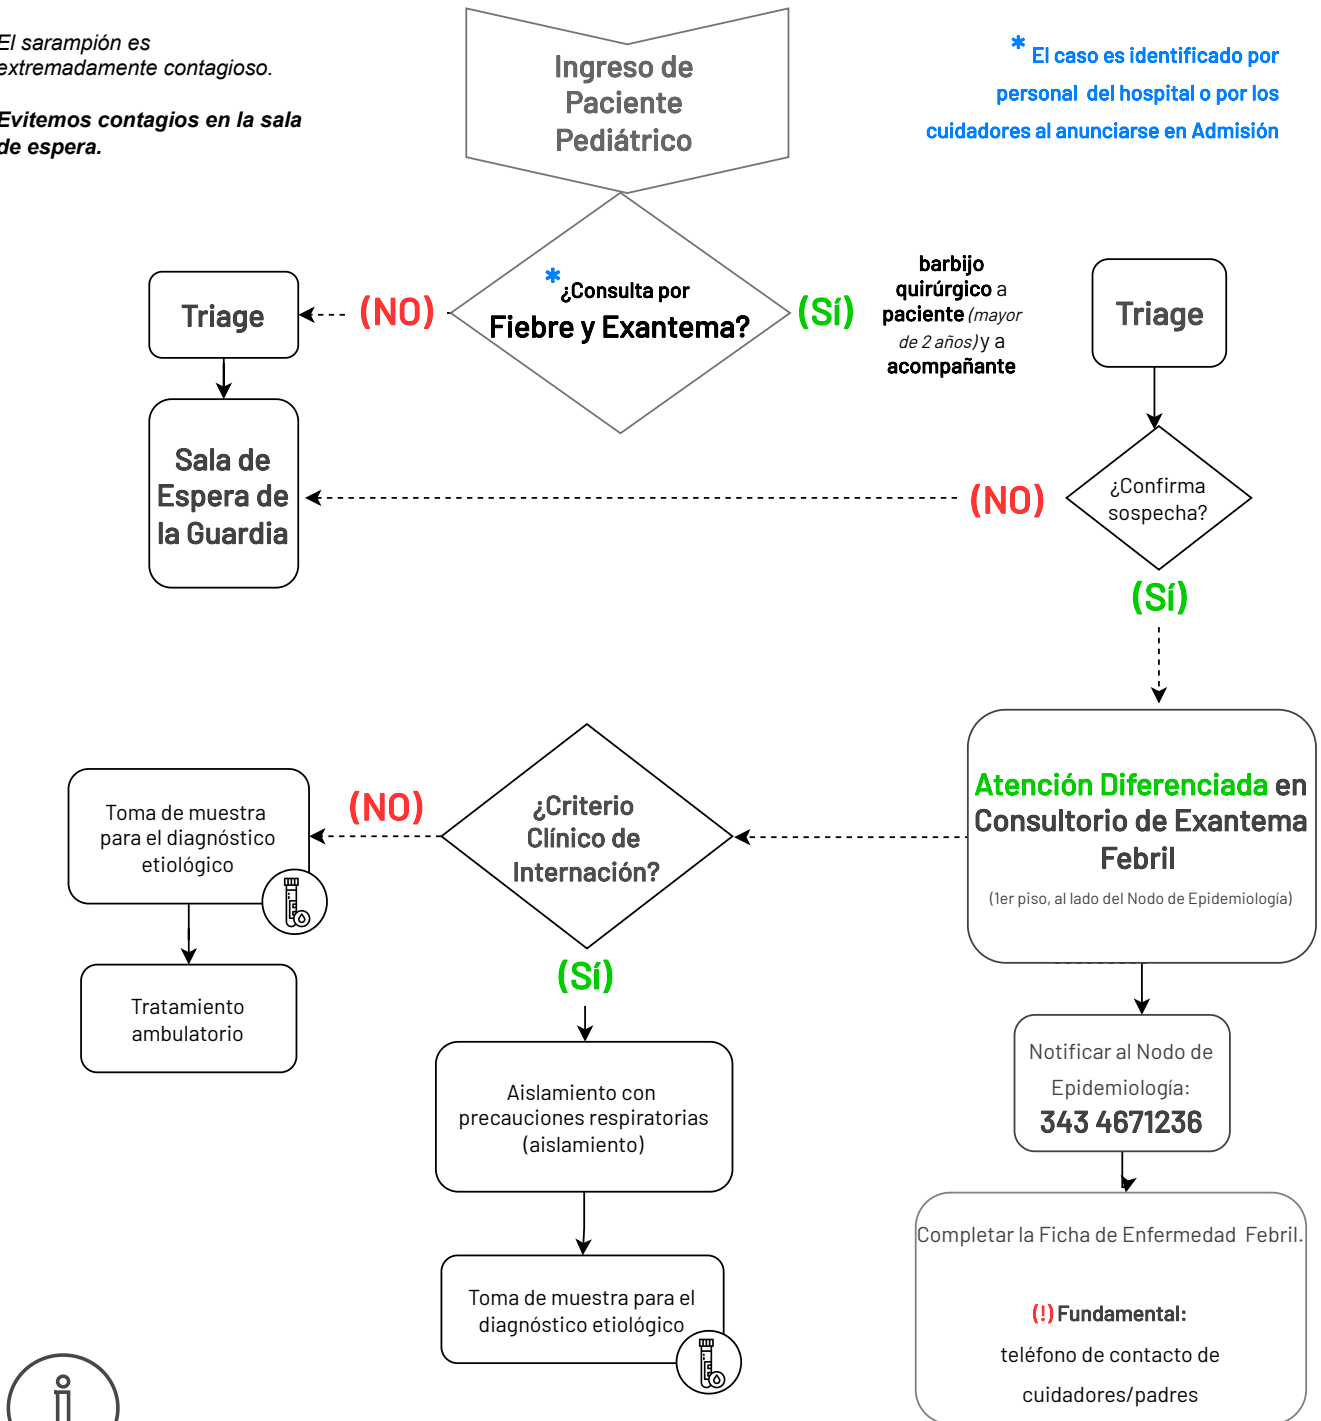 El sarampión es
extremadamente contagioso.
Evitemos contagios en la sala
de espera.
Ingreso de
Paciente
Pediátrico
* El caso es identificado por
personal del hospital o por los
cuidadores al anunciarse en Admisión
Triage
(NO)
*¿Consulta por
Fiebre y Exantema?
(SÍ)
barbijo
quirúrgico a
paciente (mayor
de 2 años) y a
acompañante
Triage
Sala de
Espera de
la Guardia
(NO)
¿Confirma
sospecha?
(SÍ)
Atención Diferenciada en
Consultorio de Exantema
Febril
(1er piso, al lado del Nodo de Epidemiología)
¿Criterio
Clínico de
Internación?
(NO)
Toma de muestra
para el diagnóstico
etiológico
Tratamiento
ambulatorio
(SÍ)
Aislamiento con
precauciones respiratorias
(aislamiento)
Toma de muestra para el
diagnóstico etiológico
Notificar al Nodo de
Epidemiología:
343 4671236
Completar la Ficha de Enfermedad Febril.
(!) Fundamental:
teléfono de contacto de
cuidadores/padres